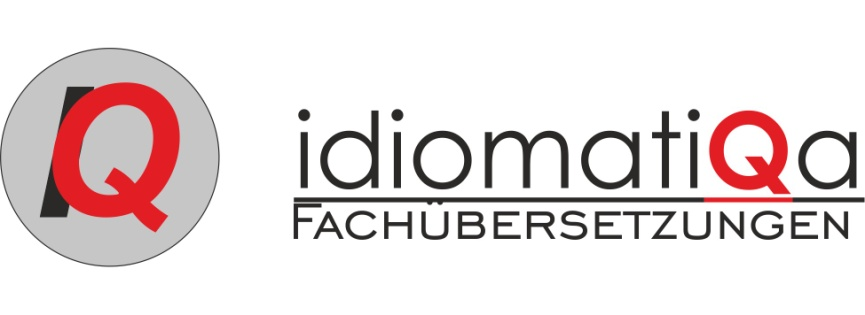 IQ
idiomatiQa
FACHÜBERSETZUNGEN